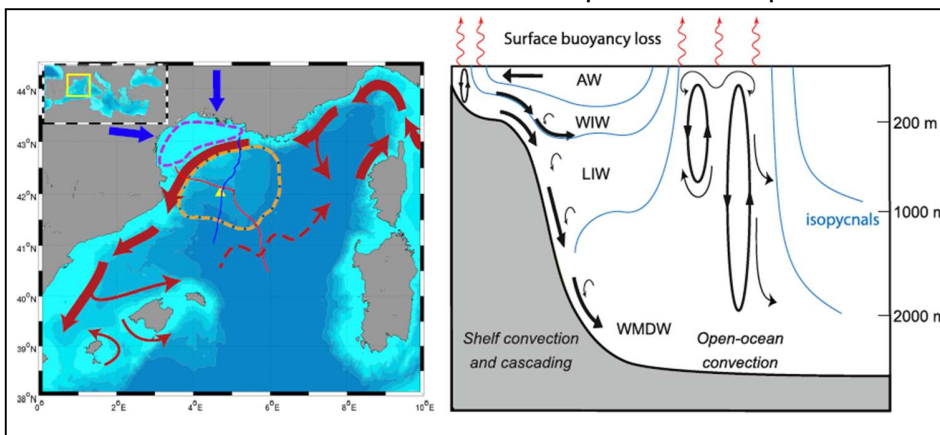 44°N
43°N
42°N
41°N
40°N
39°N
38°N
0°
2°E
4°E
6°E
8°E
10°E
Surface buoyancy loss
AW
WIW
LIW
WMDW
isopycnals
200 m
1000 m
2000 m
Shelf convection
and cascading
Open-ocean
convection